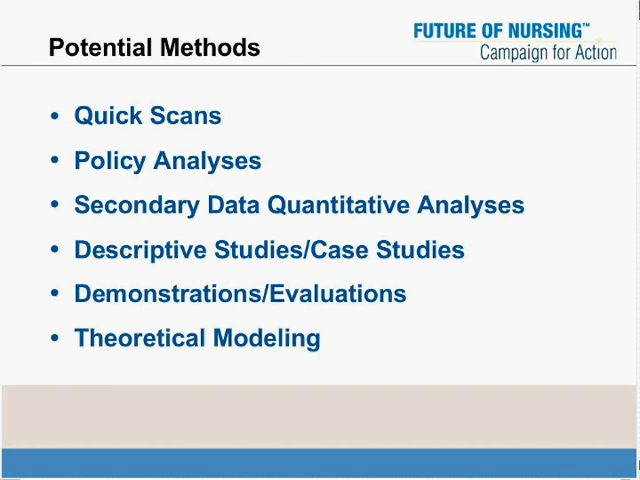 Potential Methods
FUTURE OF NURSING™
Campaign for Action
• Quick Scans
• Policy Analyses
• Secondary Data Quantitative Analyses
• Descriptive Studies/Case Studies
• Demonstrations/Evaluations
• Theoretical Modeling